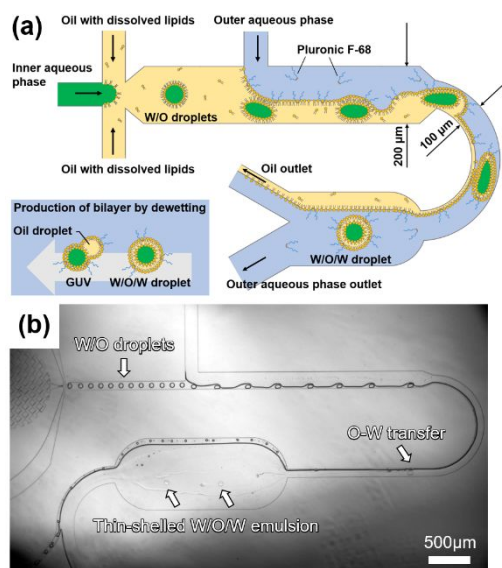 (a)
Oil with dissolved lipids
Outer aqueous phase
Pluronic F-68
Inner aqueous
phase
W/O droplets
200 μm
100 μm
Oil with dissolved lipids
Oil outlet
Production of bilayer by dewetting
Oil droplet
GUV
W/O/W droplet
W/O/W droplet
Outer aqueous phase outlet
(b)
W/O droplets
O-W transfer
Thin-shelled W/O/W emulsion
500μm